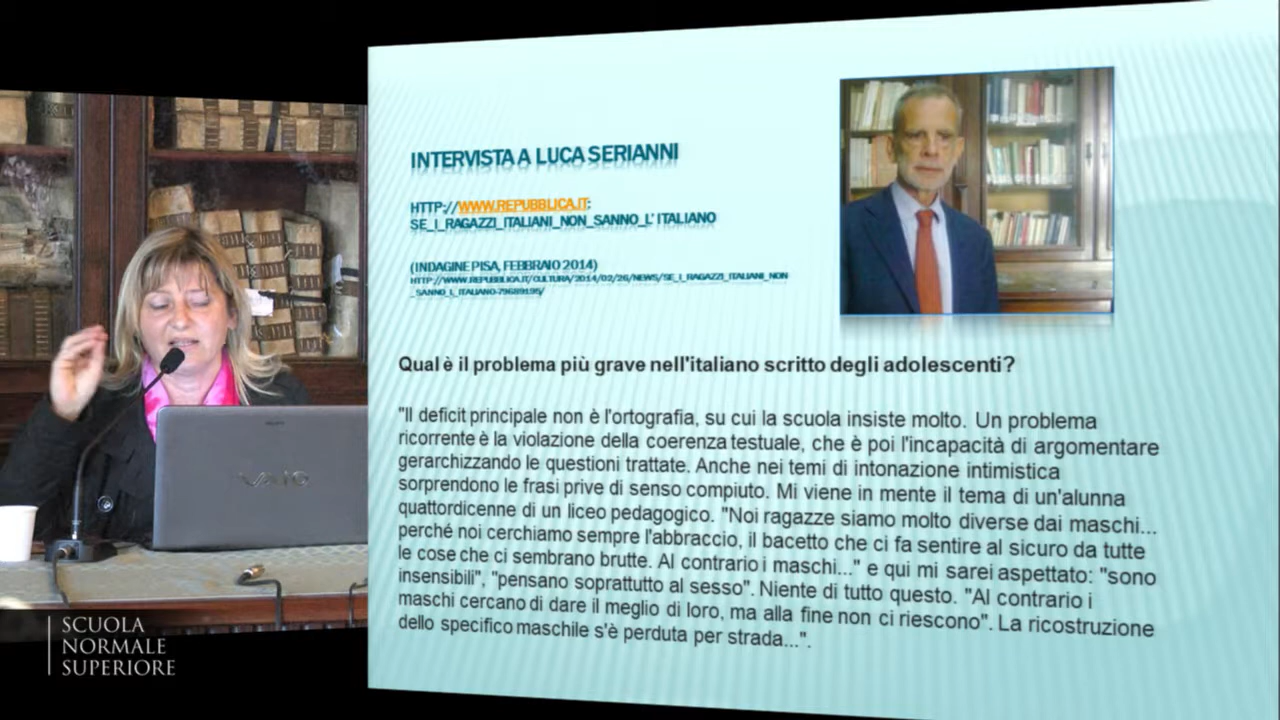 INTERVISTA A LUCA SERIANNI
HTTP://WWW.REPUBBLICA.IT:
SE_I_RAGAZZI_ITALIANI_NON_SANNO_L' ITALIANO
(INDAGINE PISA, FEBBRAIO 2014)
HTTP://WWW.REPUBBLICA.IT/CULTURA/2014/02/26/NEWS/SE_I_RAGAZZI_ITALIANI_NON
_SANNO_L_ITALIANO-79689195/
Qual è il problema più grave nell'italiano scritto degli adolescenti?
"Il deficit principale non è l'ortografia, su cui la scuola insiste molto. Un problema
ricorrente è la violazione della coerenza testuale, che è poi l'incapacità di argomentare
gerarchizzando le questioni trattate. Anche nei temi di intonazione intimistica
sorprendono le frasi prive di senso compiuto. Mi viene in mente il tema di un'alunna
quattordicenne di un liceo pedagogico. "Noi ragazze siamo molto diverse dai maschi...
perché noi cerchiamo sempre l'abbraccio, il bacetto che ci fa sentire al sicuro da tutte
le cose che ci sembrano brutte. Al contrario i maschi..." e qui mi sarei aspettato: "sono
insensibili", "pensano soprattutto al sesso". Niente di tutto questo. "Al contrario i
maschi cercano di dare il meglio di loro, ma alla fine non ci riescono". La ricostruzione
dello specifico maschile s'è perduta per strada...".
VAIO
SCUOLA
NORMALE
SUPERIORE